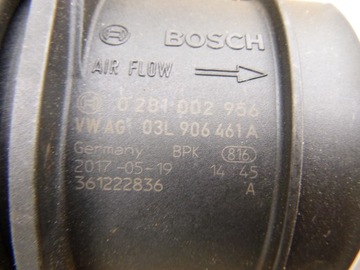 BOSCH
AIR FLOW
0 281 002 956
VW AG 03L 906 461 A
Germany BPK 816
2017-05-19 14 45
361222836 A